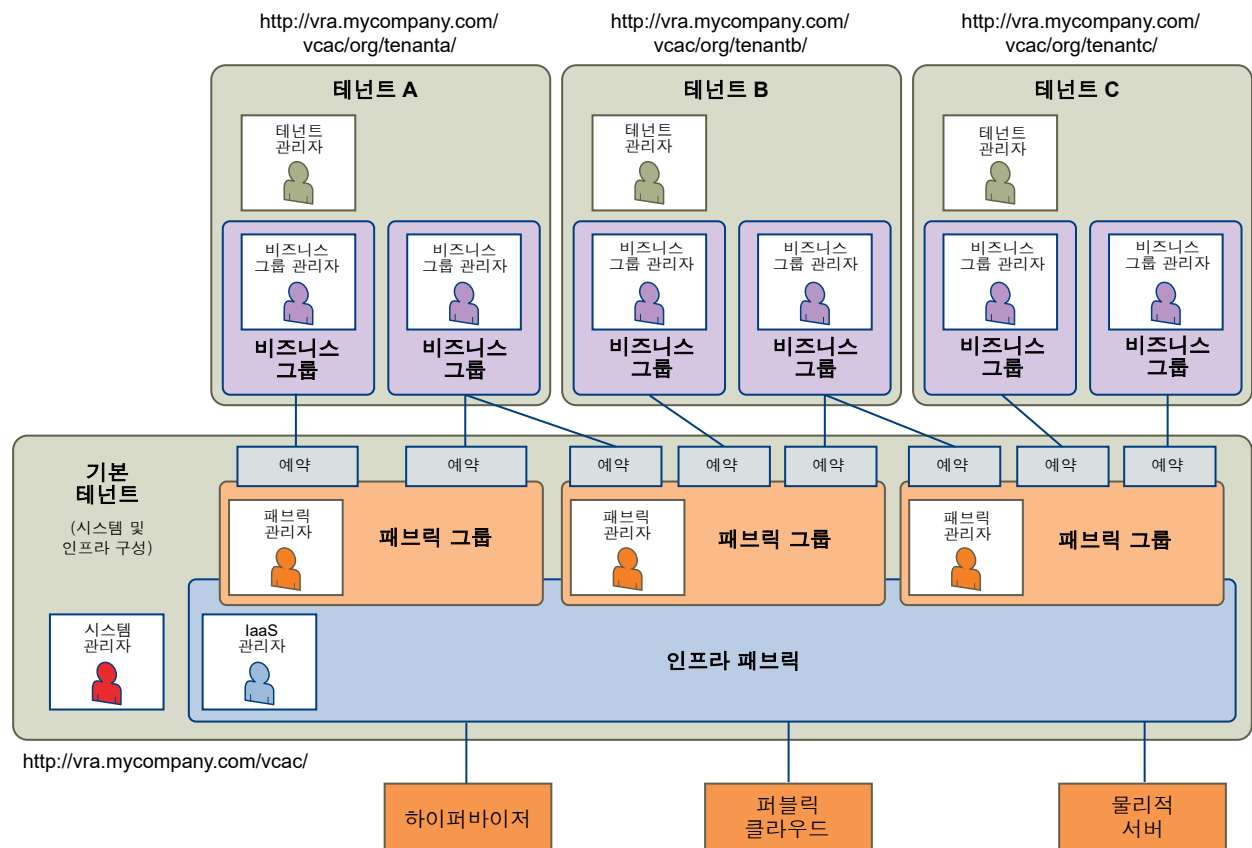 http://vra.mycompany.com/
vcac/org/tenanta/
http://vra.mycompany.com/
vcac/org/tenantb/
http://vra.mycompany.com/
vcac/org/tenantc/
테넌트 A
테넌트 B
테넌트 C
테넌트
관리자
테넌트
관리자
테넌트
관리자
비즈니스
그룹 관리자
비즈니스
그룹 관리자
비즈니스
그룹 관리자
비즈니스
그룹 관리자
비즈니스
그룹 관리자
비즈니스
그룹 관리자
비즈니스
그룹
비즈니스
그룹
비즈니스
그룹
비즈니스
그룹
비즈니스
그룹
비즈니스
그룹
기본
테넌트
(시스템 및
인프라 구성)
예약
예약
예약
예약
예약
예약
예약
예약
패브릭
관리자
패브릭 그룹
패브릭
관리자
패브릭 그룹
패브릭
관리자
패브릭 그룹
시스템
관리자
IaaS
관리자
인프라 패브릭
http://vra.mycompany.com/vcac/
하이퍼바이저
퍼블릭
클라우드
물리적
서버